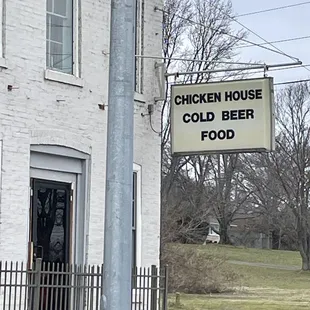 CHICKEN HOUSE
COLD BEER
FOOD